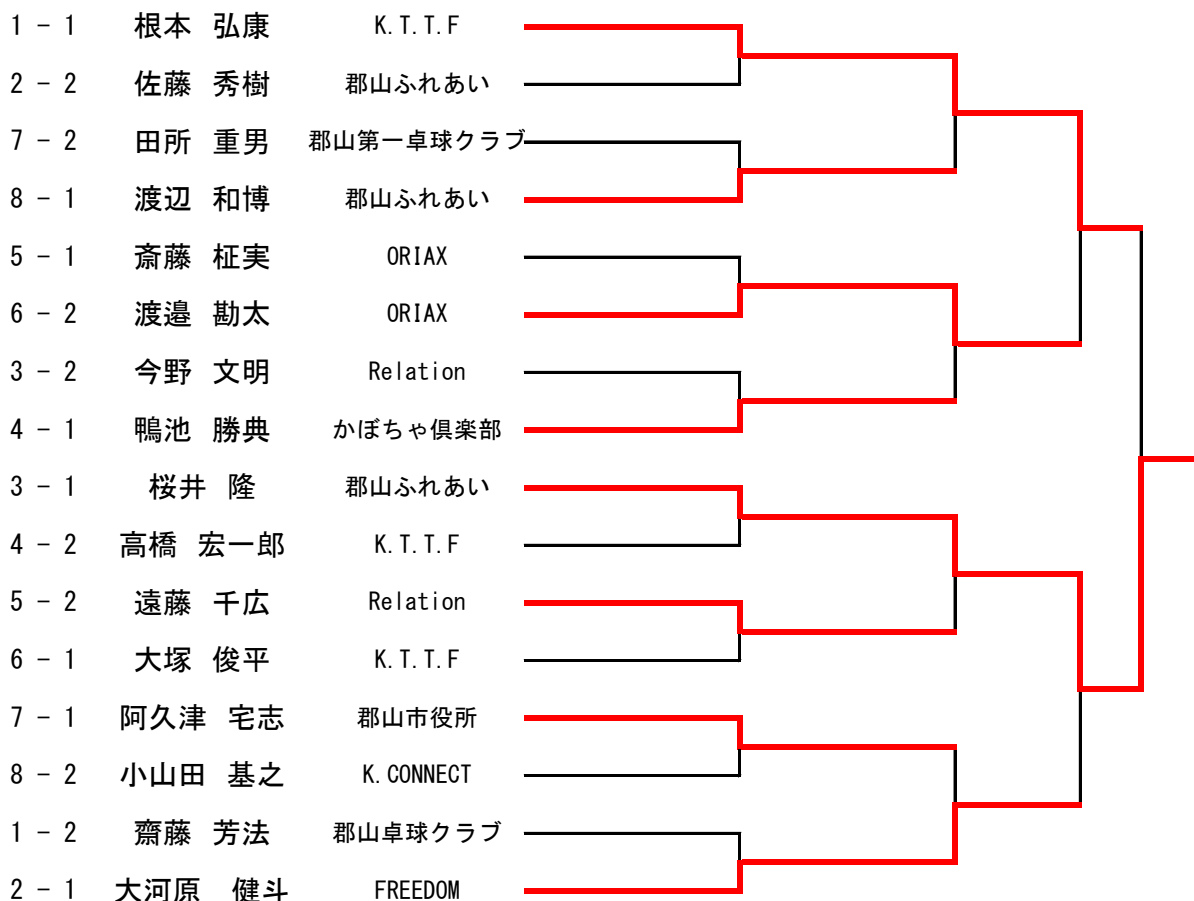 1 － 1 根本 弘康 K.T.T.F
2 － 2 佐藤 秀樹 郡山ふれあい
7 － 2 田所 重男 郡山第一卓球クラブ
8 － 1 渡辺 和博 郡山ふれあい
5 － 1 斎藤 柾実 ORIAX
6 － 2 渡邉 勘太 ORIAX
3 － 2 今野 文明 Relation
4 － 1 鴨池 勝典 かぼちゃ倶楽部
3 － 1 桜井 隆 郡山ふれあい
4 － 2 高橋 宏一郎 K.T.T.F
5 － 2 遠藤 千広 Relation
6 － 1 大塚 俊平 K.T.T.F
7 － 1 阿久津 宅志 郡山市役所
8 － 2 小山田 基之 K.CONNECT
1 － 2 齋藤 芳法 郡山卓球クラブ
2 － 1 大河原 健斗 FREEDOM